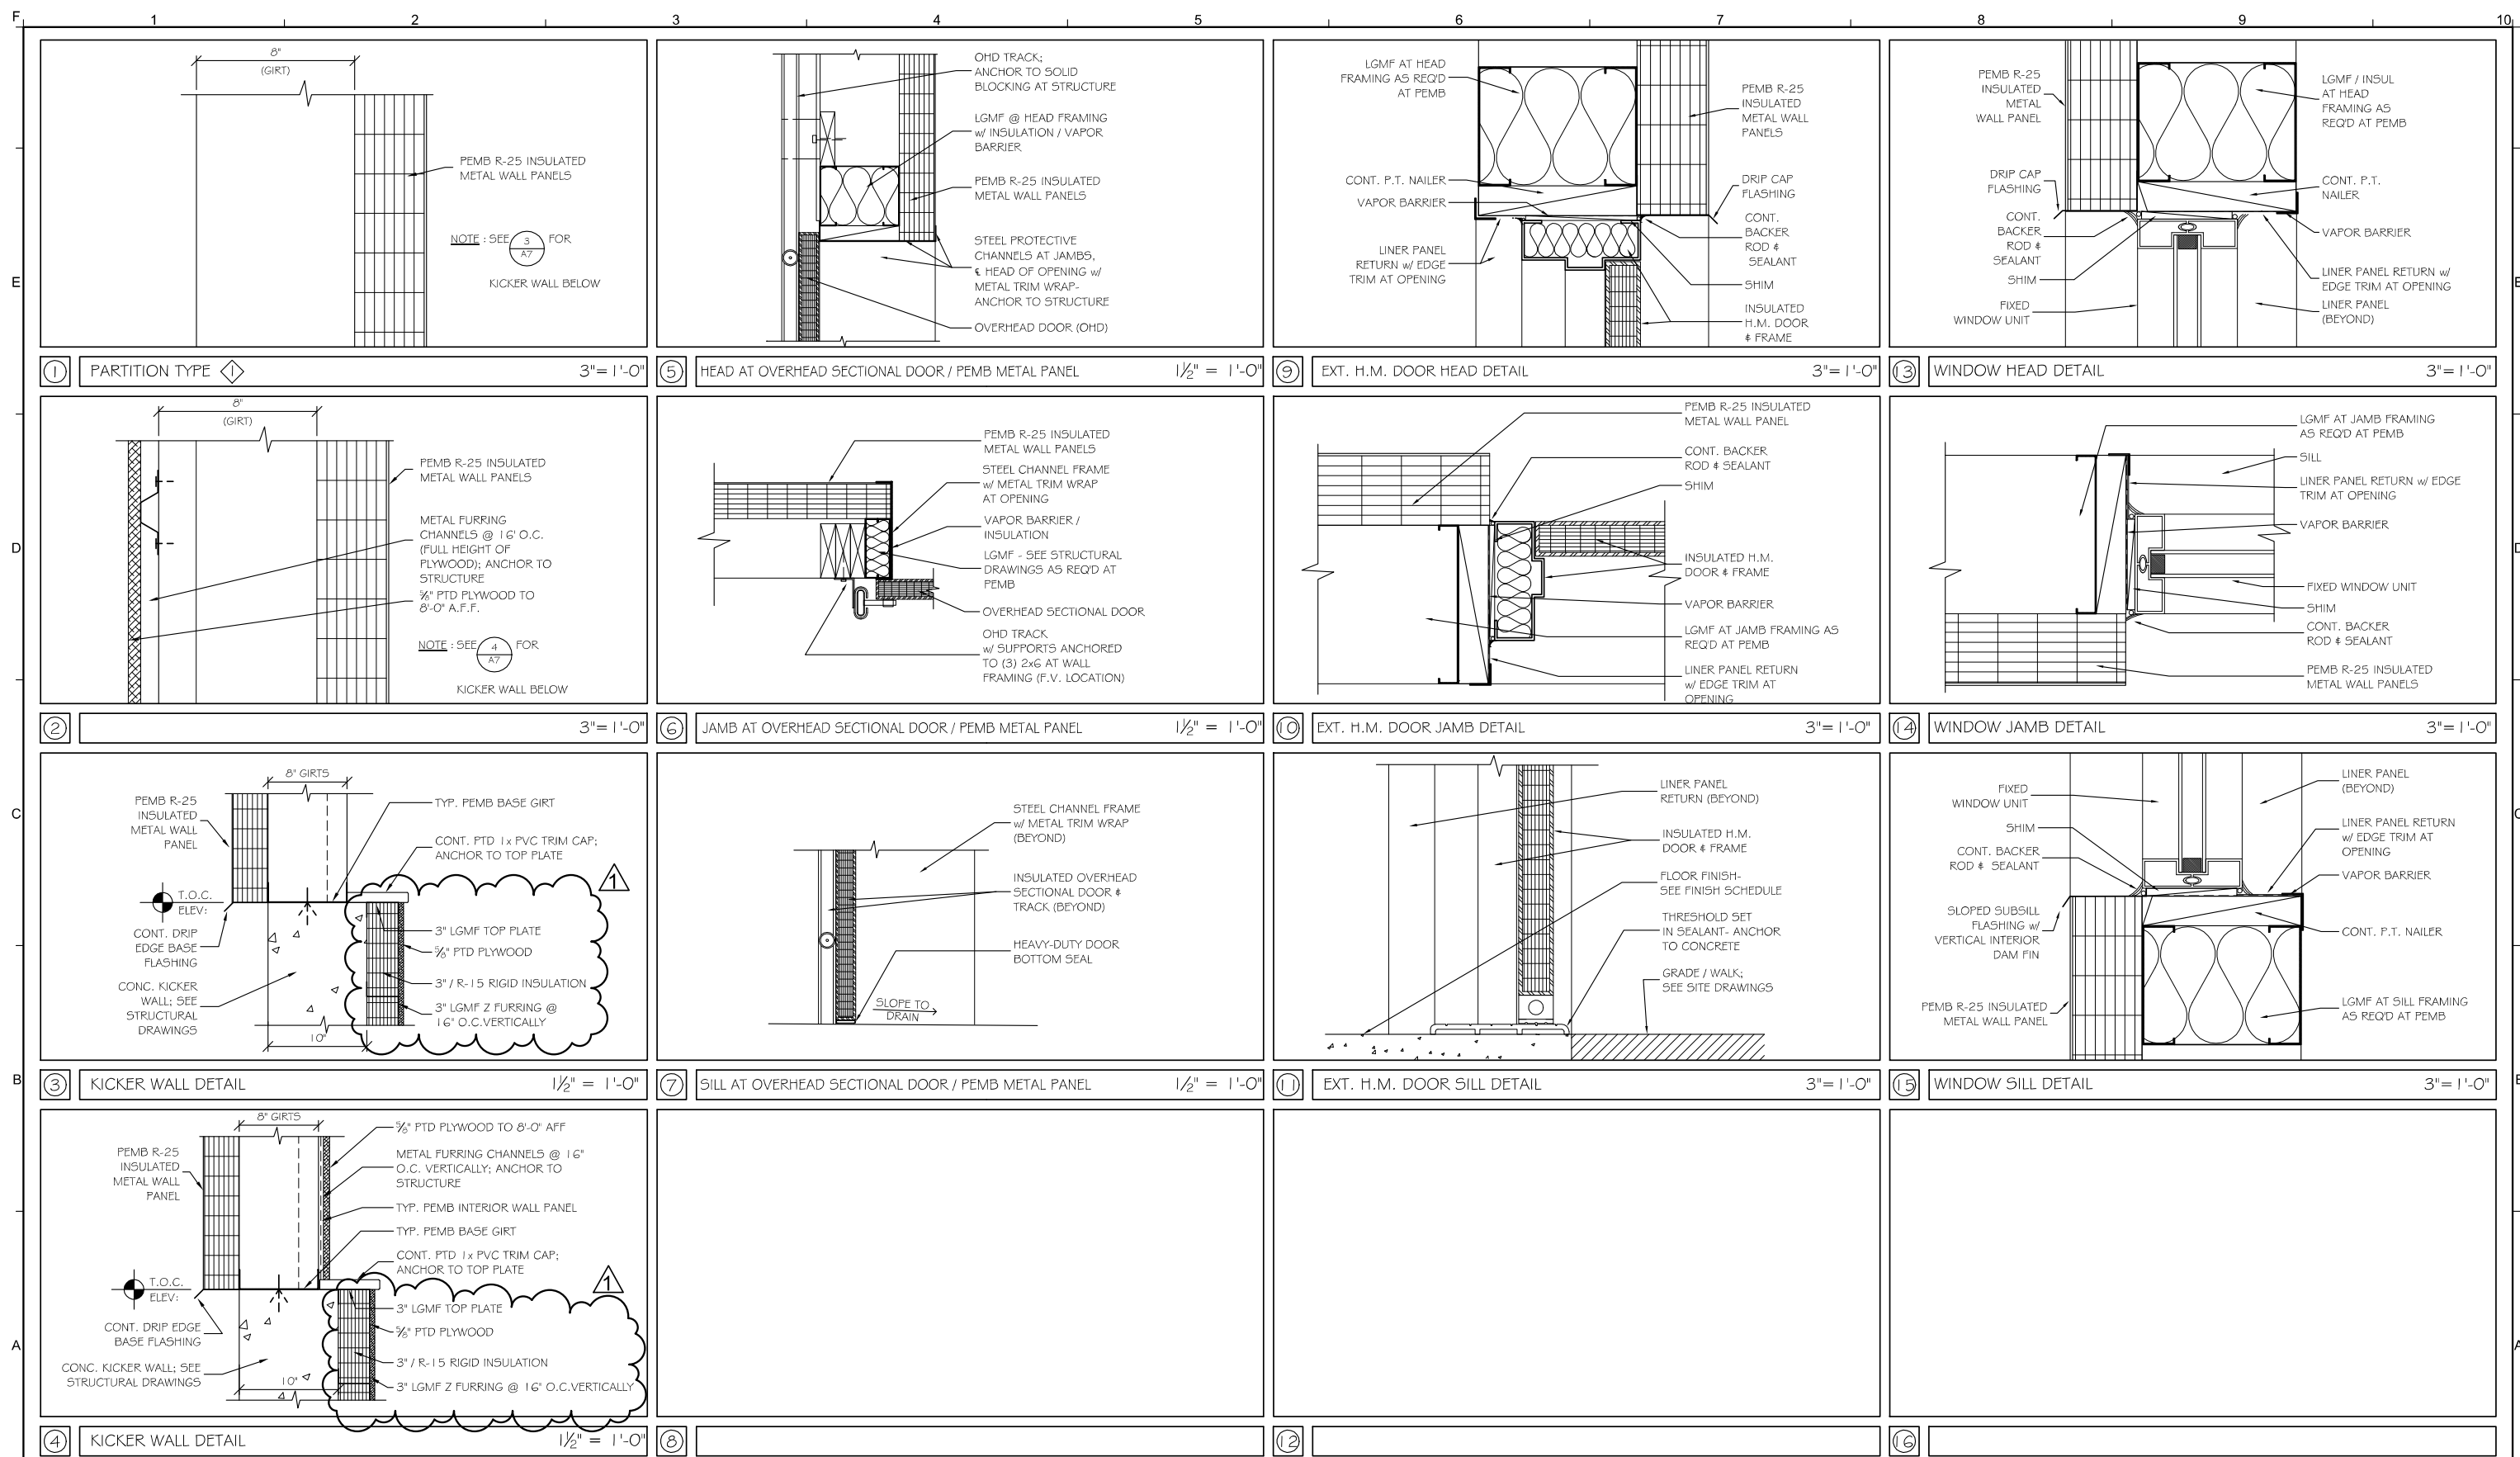 F
1
2
3
4
5
6
7
8
9
10
E
D
C
B
A
8"
(GIRT)
PEMB R-25 INSULATED
METAL WALL PANELS
NOTE : SEE 3 FOR
A7
KICKER WALL BELOW
1 PARTITION TYPE 1 3"= 1'-0"
OHD TRACK;
ANCHOR TO SOLID
BLOCKING AT STRUCTURE
LGMF @ HEAD FRAMING
w/ INSULATION / VAPOR
BARRIER
PEMB R-25 INSULATED
METAL WALL PANELS
STEEL PROTECTIVE
CHANNELS AT JAMBS,
& HEAD OF OPENING w/
METAL TRIM WRAP-
ANCHOR TO STRUCTURE
OVERHEAD DOOR (OHD)
5 HEAD AT OVERHEAD SECTIONAL DOOR / PEMB METAL PANEL 1½" = 1'-0"
LGMF AT HEAD
FRAMING AS REQ'D
AT PEMB
CONT. P.T. NAILER
VAPOR BARRIER
LINER PANEL
RETURN w/ EDGE
TRIM AT OPENING
PEMB R-25
INSULATED
METAL WALL
PANELS
DRIP CAP
FLASHING
CONT.
BACKER
ROD &
SEALANT
SHIM
INSULATED
H.M. DOOR
& FRAME
9 EXT. H.M. DOOR HEAD DETAIL 3"= 1'-0"
PEMB R-25
INSULATED
METAL
WALL PANEL
DRIP CAP
FLASHING
CONT.
BACKER
ROD &
SEALANT
SHIM
FIXED
WINDOW UNIT
LGMF / INSUL
AT HEAD
FRAMING AS
REQ'D AT PEMB
CONT. P.T.
NAILER
VAPOR BARRIER
LINER PANEL RETURN w/
EDGE TRIM AT OPENING
LINER PANEL
(BEYOND)
13 WINDOW HEAD DETAIL 3"= 1'-0"
8"
(GIRT)
PEMB R-25 INSULATED
METAL WALL PANELS
METAL FURRING
CHANNELS @ 16' O.C.
(FULL HEIGHT OF
PLYWOOD); ANCHOR TO
STRUCTURE
⅝" PTD PLYWOOD TO
8'-0" A.F.F.
NOTE : SEE 4 FOR
A7
KICKER WALL BELOW
2 3"= 1'-0"
PEMB R-25 INSULATED
METAL WALL PANELS
STEEL CHANNEL FRAME
w/ METAL TRIM WRAP
AT OPENING
VAPOR BARRIER /
INSULATION
LGMF - SEE STRUCTURAL
DRAWINGS AS REQ'D AT
PEMB
OVERHEAD SECTIONAL DOOR
OHD TRACK
w/ SUPPORTS ANCHORED
TO (3) 2x6 AT WALL
FRAMING (F.V. LOCATION)
6 JAMB AT OVERHEAD SECTIONAL DOOR / PEMB METAL PANEL 1½" = 1'-0"
PEMB R-25 INSULATED
METAL WALL PANEL
CONT. BACKER
ROD & SEALANT
SHIM
INSULATED H.M.
DOOR & FRAME
VAPOR BARRIER
LGMF AT JAMB FRAMING AS
REQ'D AT PEMB
LINER PANEL RETURN
w/ EDGE TRIM AT
OPENING
10 EXT. H.M. DOOR JAMB DETAIL 3"= 1'-0"
LGMF AT JAMB FRAMING
AS REQ'D AT PEMB
SILL
LINER PANEL RETURN w/ EDGE
TRIM AT OPENING
VAPOR BARRIER
FIXED WINDOW UNIT
SHIM
CONT. BACKER
ROD & SEALANT
PEMB R-25 INSULATED
METAL WALL PANELS
14 WINDOW JAMB DETAIL 3"= 1'-0"
8" GIRTS
PEMB R-25
INSULATED
METAL WALL
PANEL
T.O.C.
ELEV:
CONT. DRIP
EDGE BASE
FLASHING
CONC. KICKER
WALL; SEE
STRUCTURAL
DRAWINGS
10"
TYP. PEMB BASE GIRT
CONT. PTD 1x PVC TRIM CAP;
ANCHOR TO TOP PLATE
1
3" LGMF TOP PLATE
⅝" PTD PLYWOOD
3" / R-15 RIGID INSULATION
3" LGMF Z FURRING @
16" O.C.VERTICALLY
3 KICKER WALL DETAIL 1½" = 1'-0"
STEEL CHANNEL FRAME
w/ METAL TRIM WRAP
(BEYOND)
INSULATED OVERHEAD
SECTIONAL DOOR &
TRACK (BEYOND)
HEAVY-DUTY DOOR
BOTTOM SEAL
SLOPE TO
DRAIN
7 SILL AT OVERHEAD SECTIONAL DOOR / PEMB METAL PANEL 1½" = 1'-0"
LINER PANEL
RETURN (BEYOND)
INSULATED H.M.
DOOR & FRAME
FLOOR FINISH-
SEE FINISH SCHEDULE
THRESHOLD SET
IN SEALANT- ANCHOR
TO CONCRETE
GRADE / WALK;
SEE SITE DRAWINGS
11 EXT. H.M. DOOR SILL DETAIL 3"= 1'-0"
FIXED
WINDOW UNIT
SHIM
CONT. BACKER
ROD & SEALANT
SLOPED SUBSILL
FLASHING w/
VERTICAL INTERIOR
DAM FIN
PEMB R-25 INSULATED
METAL WALL PANEL
LINER PANEL
(BEYOND)
LINER PANEL RETURN
w/ EDGE TRIM AT
OPENING
VAPOR BARRIER
CONT. P.T. NAILER
LGMF AT SILL FRAMING
AS REQ'D AT PEMB
15 WINDOW SILL DETAIL 3"= 1'-0"
8" GIRTS
PEMB R-25
INSULATED
METAL WALL
PANEL
T.O.C.
ELEV:
CONT. DRIP EDGE
BASE FLASHING
CONC. KICKER WALL; SEE
STRUCTURAL DRAWINGS
10"
⅝" PTD PLYWOOD TO 8'-0" AFF
METAL FURRING CHANNELS @ 16"
O.C. VERTICALLY; ANCHOR TO
STRUCTURE
TYP. PEMB INTERIOR WALL PANEL
TYP. PEMB BASE GIRT
CONT. PTD 1x PVC TRIM CAP;
ANCHOR TO TOP PLATE
1
3" LGMF TOP PLATE
⅝" PTD PLYWOOD
3" / R-15 RIGID INSULATION
3" LGMF Z FURRING @ 16" O.C.VERTICALLY
4 KICKER WALL DETAIL 1½" = 1'-0"
8
12
16